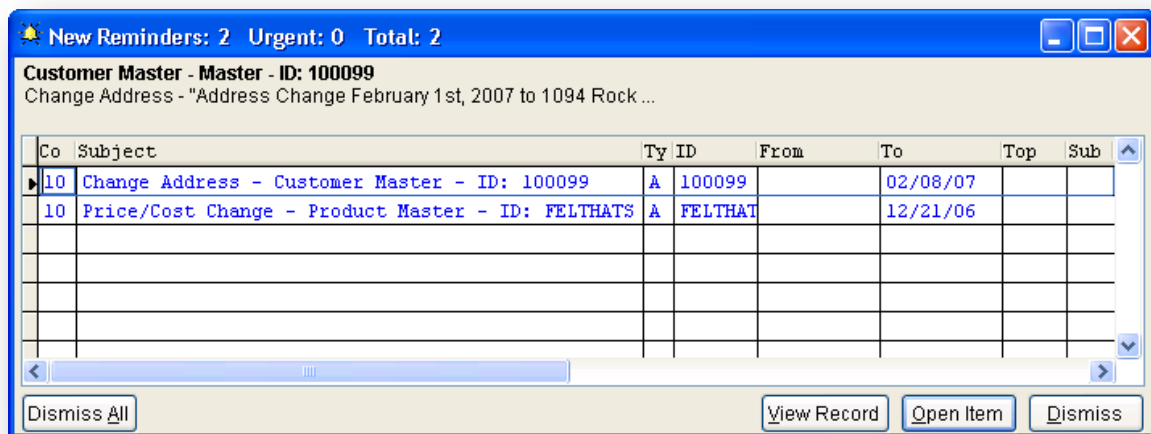 New Reminders: 2 Urgent: 0 Total: 2
Customer Master - Master - ID: 100099
Change Address - "Address Change February 1st, 2007 to 1094 Rock ...
Co Subject Ty ID From To Top Sub
10 Change Address - Customer Master - ID: 100099 A 100099 02/08/07
10 Price/Cost Change - Product Master - ID: FELTHATS A FELTHAT 12/21/06
Dismiss All View Record Open Item Dismiss